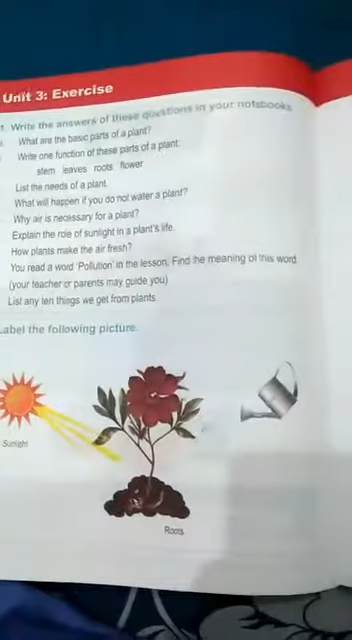 Unit 3: Exercise
1. Write the answers of these questions in your notebooks
What are the basic parts of a plant?
Write one function of these parts of a plant:
stem leaves roots flower
List the needs of a plant.
What will happen if you do not water a plant?
Why air is necessary for a plant?
Explain the role of sunlight in a plant's life.
How plants make the air fresh?
You read a word 'Pollution' in the lesson. Find the meaning of this word
(your teacher or parents may guide you)
List any ten things we get from plants
Label the following picture.
Sunlight
Roots